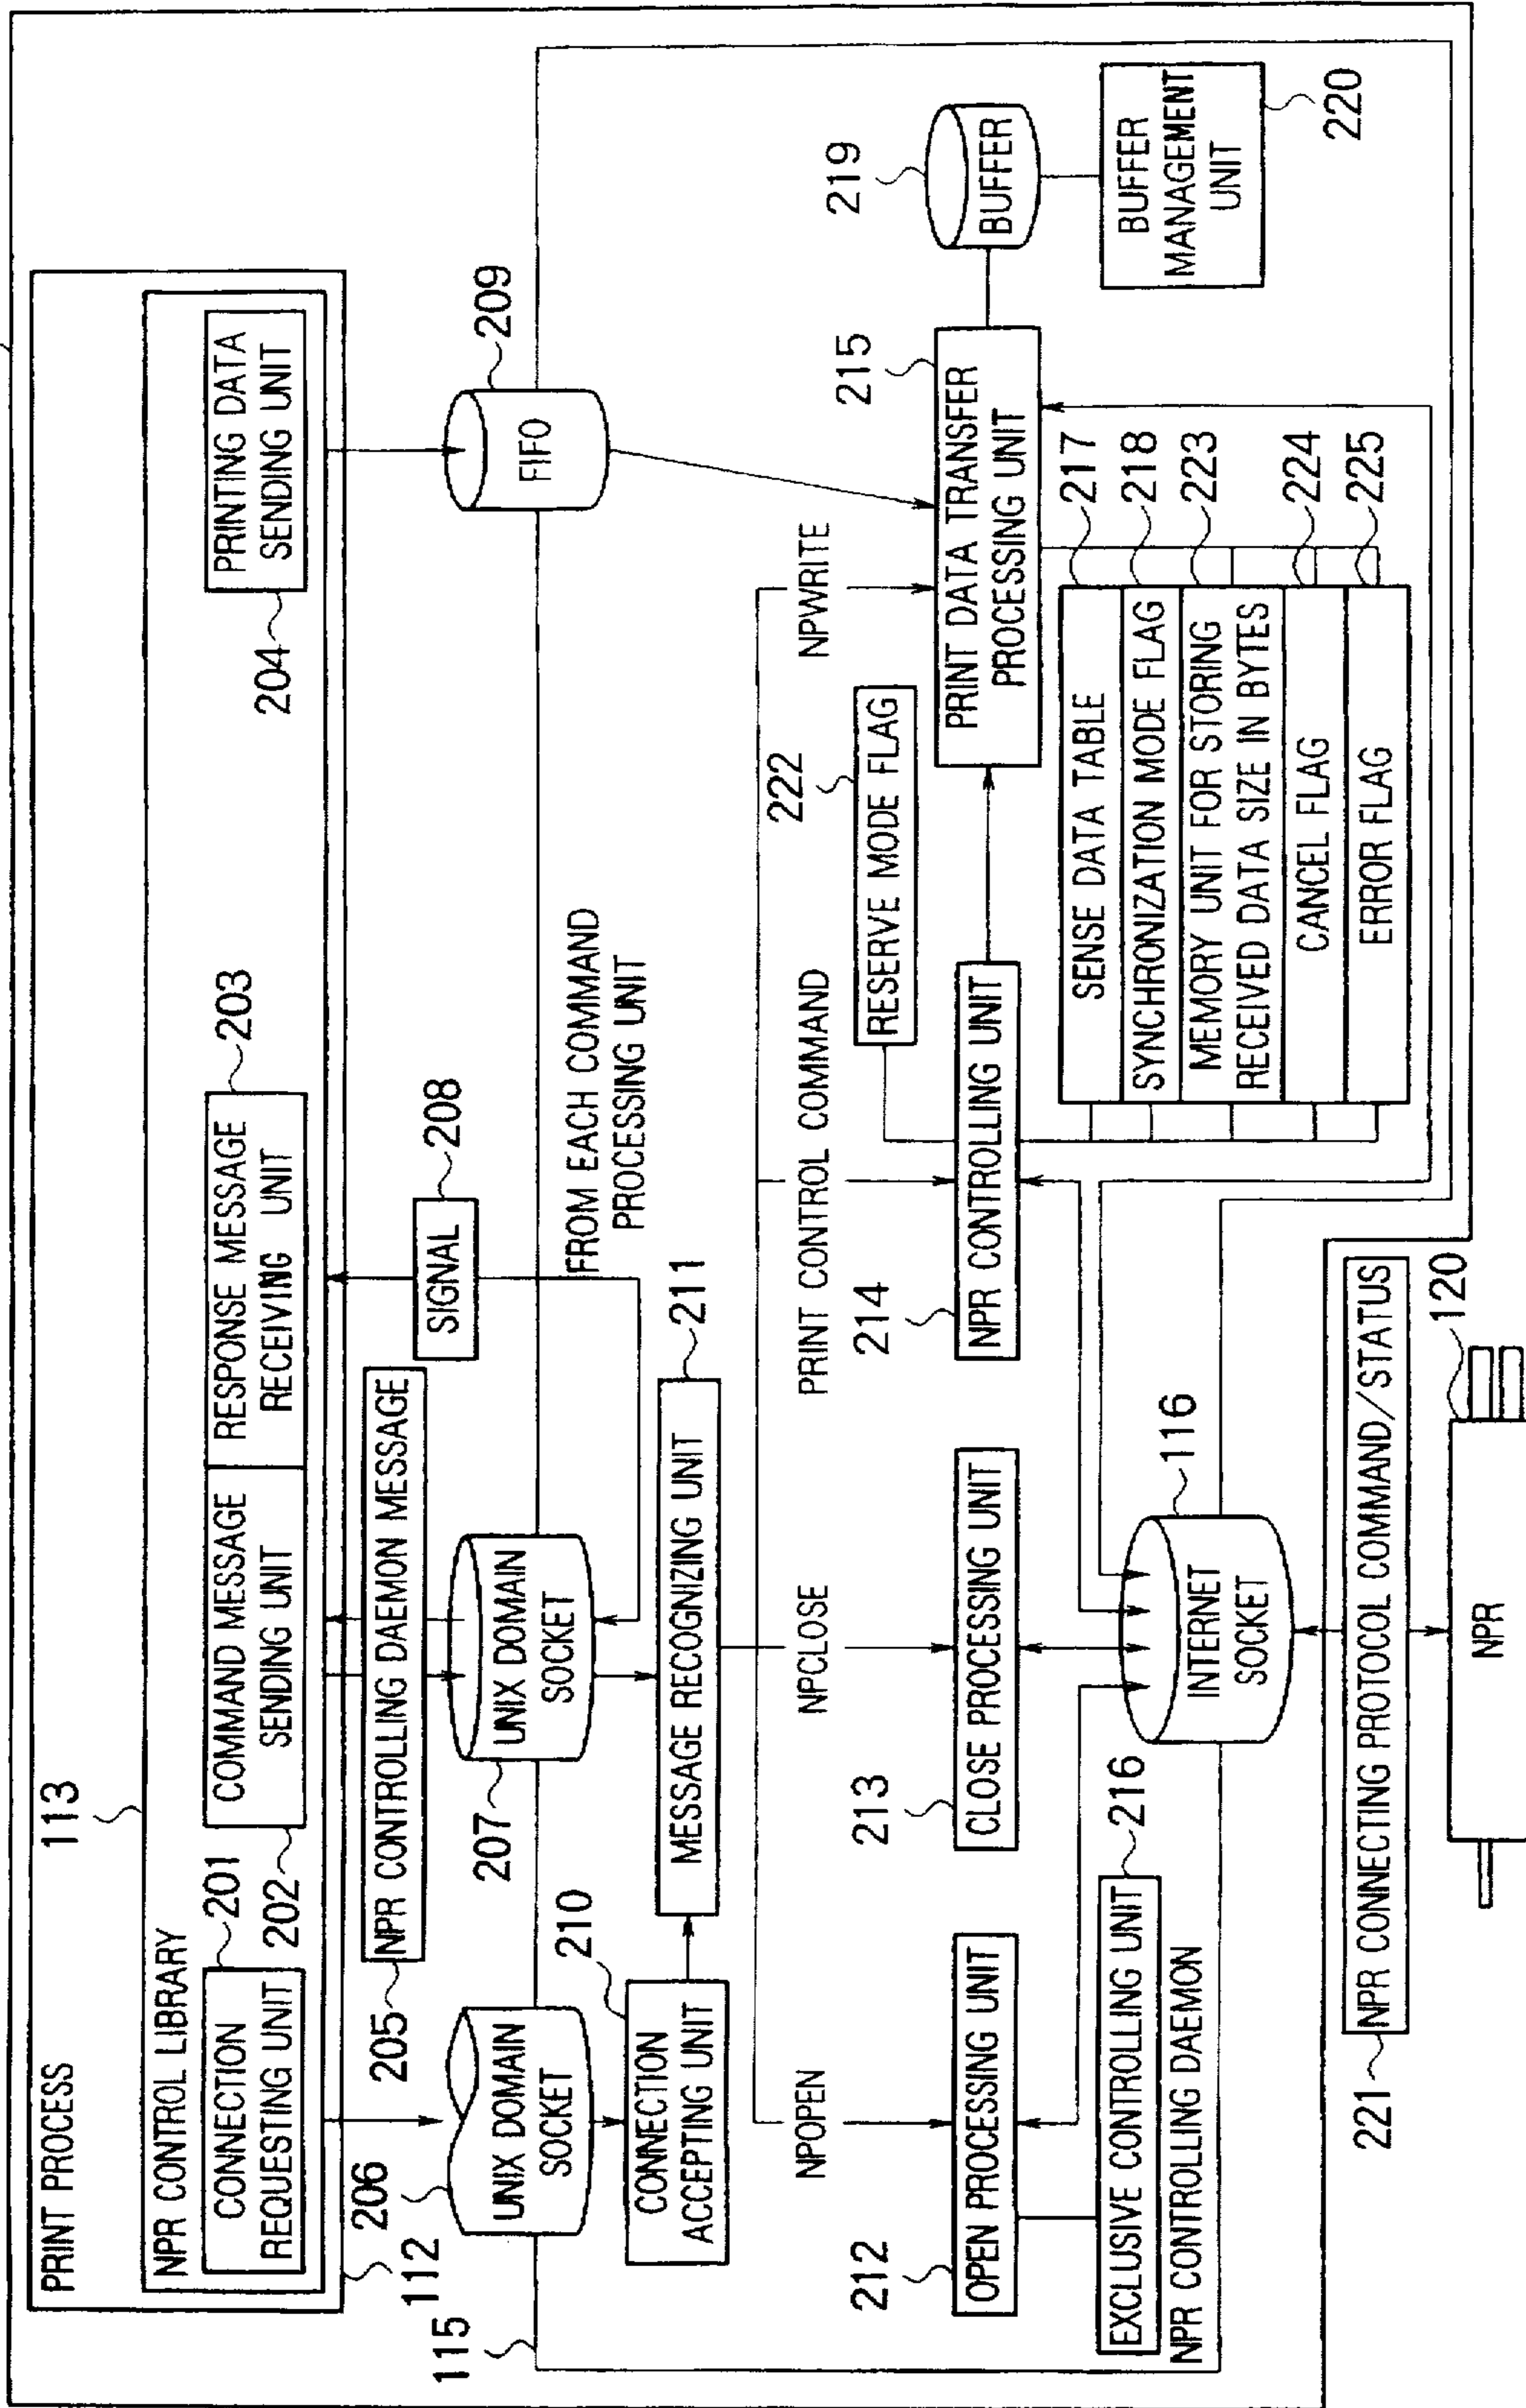 PRINT PROCESS
113
NPR CONTROL LIBRARY
201
CONNECTION
REQUESTING UNIT
202
COMMAND MESSAGE
SENDING UNIT
203
RESPONSE MESSAGE
RECEIVING UNIT
204
PRINTING DATA
SENDING UNIT
112
205
NPR CONTROLLING DAEMON MESSAGE
208
SIGNAL
206
UNIX DOMAIN
SOCKET
207
UNIX DOMAIN
SOCKET
209
FIFO
115
FROM EACH COMMAND
PROCESSING UNIT
210
CONNECTION
ACCEPTING UNIT
211
MESSAGE RECOGNIZING UNIT
NPOPEN
NPCLOSE
PRINT CONTROL COMMAND
NPWRITE
222
RESERVE MODE FLAG
219
BUFFER
212
OPEN PROCESSING UNIT
213
CLOSE PROCESSING UNIT
214
NPR CONTROLLING UNIT
215
PRINT DATA TRANSFER
PROCESSING UNIT
BUFFER
MANAGEMENT
UNIT
220
216
EXCLUSIVE CONTROLLING UNIT
NPR CONTROLLING DAEMON
116
INTERNET
SOCKET
SENSE DATA TABLE
217
SYNCHRONIZATION MODE FLAG
218
MEMORY UNIT FOR STORING
RECEIVED DATA SIZE IN BYTES
223
CANCEL FLAG
224
ERROR FLAG
225
221
NPR CONNECTING PROTOCOL COMMAND/STATUS
120
NPR